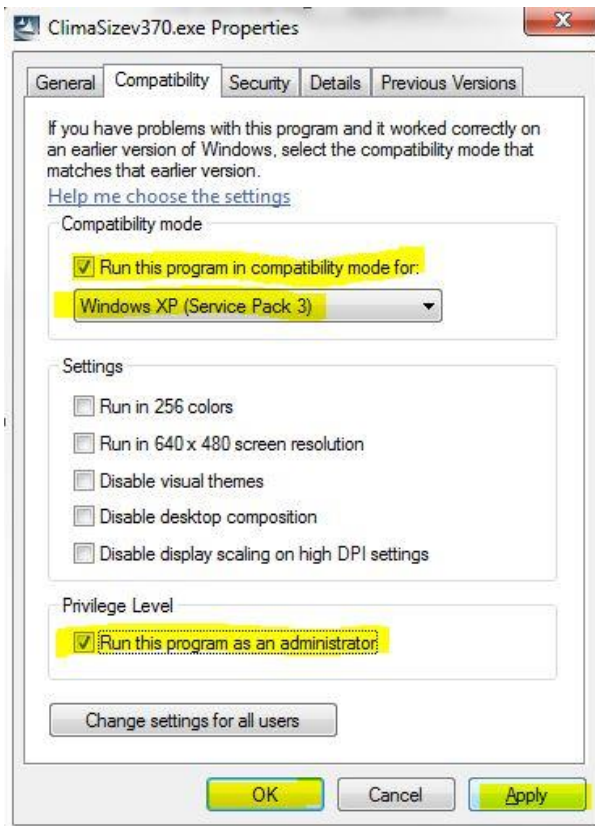 ClimaSizev370.exe Properties
General Compatibility Security Details Previous Versions
If you have problems with this program and it worked correctly on
an earlier version of Windows, select the compatibility mode that
matches that earlier version.
Help me choose the settings
Compatibility mode
Run this program in compatibility mode for:
Windows XP (Service Pack 3)
Settings
Run in 256 colors
Run in 640 x 480 screen resolution
Disable visual themes
Disable desktop composition
Disable display scaling on high DPI settings
Privilege Level
Run this program as an administrator
Change settings for all users
OK Cancel Apply